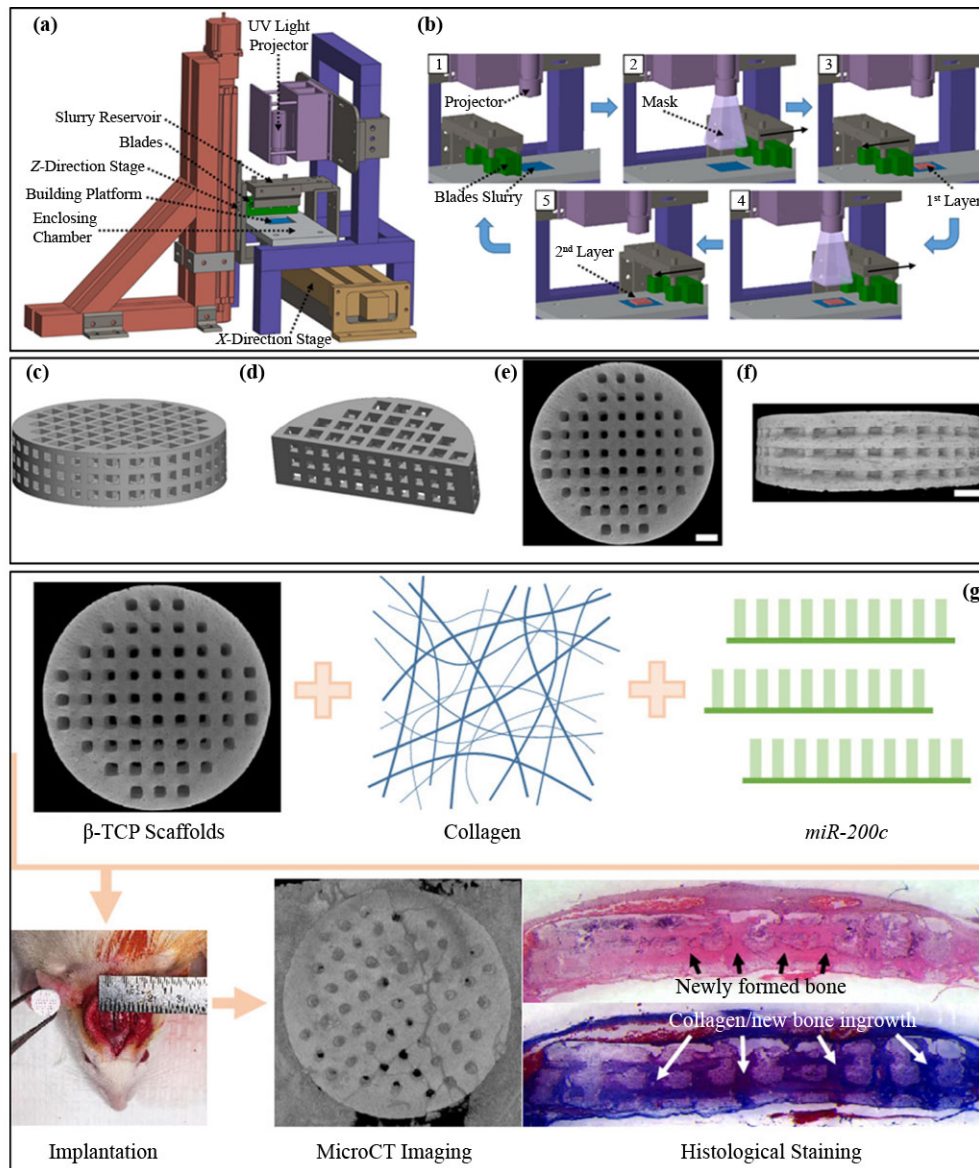 (a)
UV Light
Projector
Slurry Reservoir
Blades
Z-Direction Stage
Building Platform
Enclosing
Chamber
X-Direction Stage
(b)
1
2
3
Projector
Mask
Blades Slurry
1st Layer
5
4
2nd Layer
(c)
(d)
(e)
(f)
(g)
β-TCP Scaffolds
Collagen
miR-200c
Newly formed bone
Collagen/new bone ingrowth
Implantation
MicroCT Imaging
Histological Staining